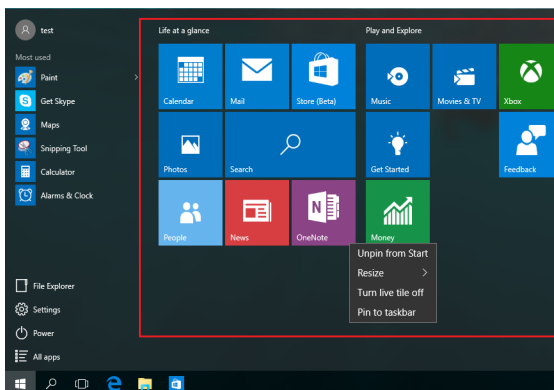 test
Most used
Paint
Get Skype
Maps
Snipping Tool
Calculator
Alarms & Clock
File Explorer
Settings
Power
All apps
Life at a glance
Calendar
Mail
Store (Beta)
Photos
Search
People
News
OneNote
Play and Explore
Music
Movies & TV
Xbox
Get Started
Feedback
Money
Unpin from Start
Resize
Turn live tile off
Pin to taskbar